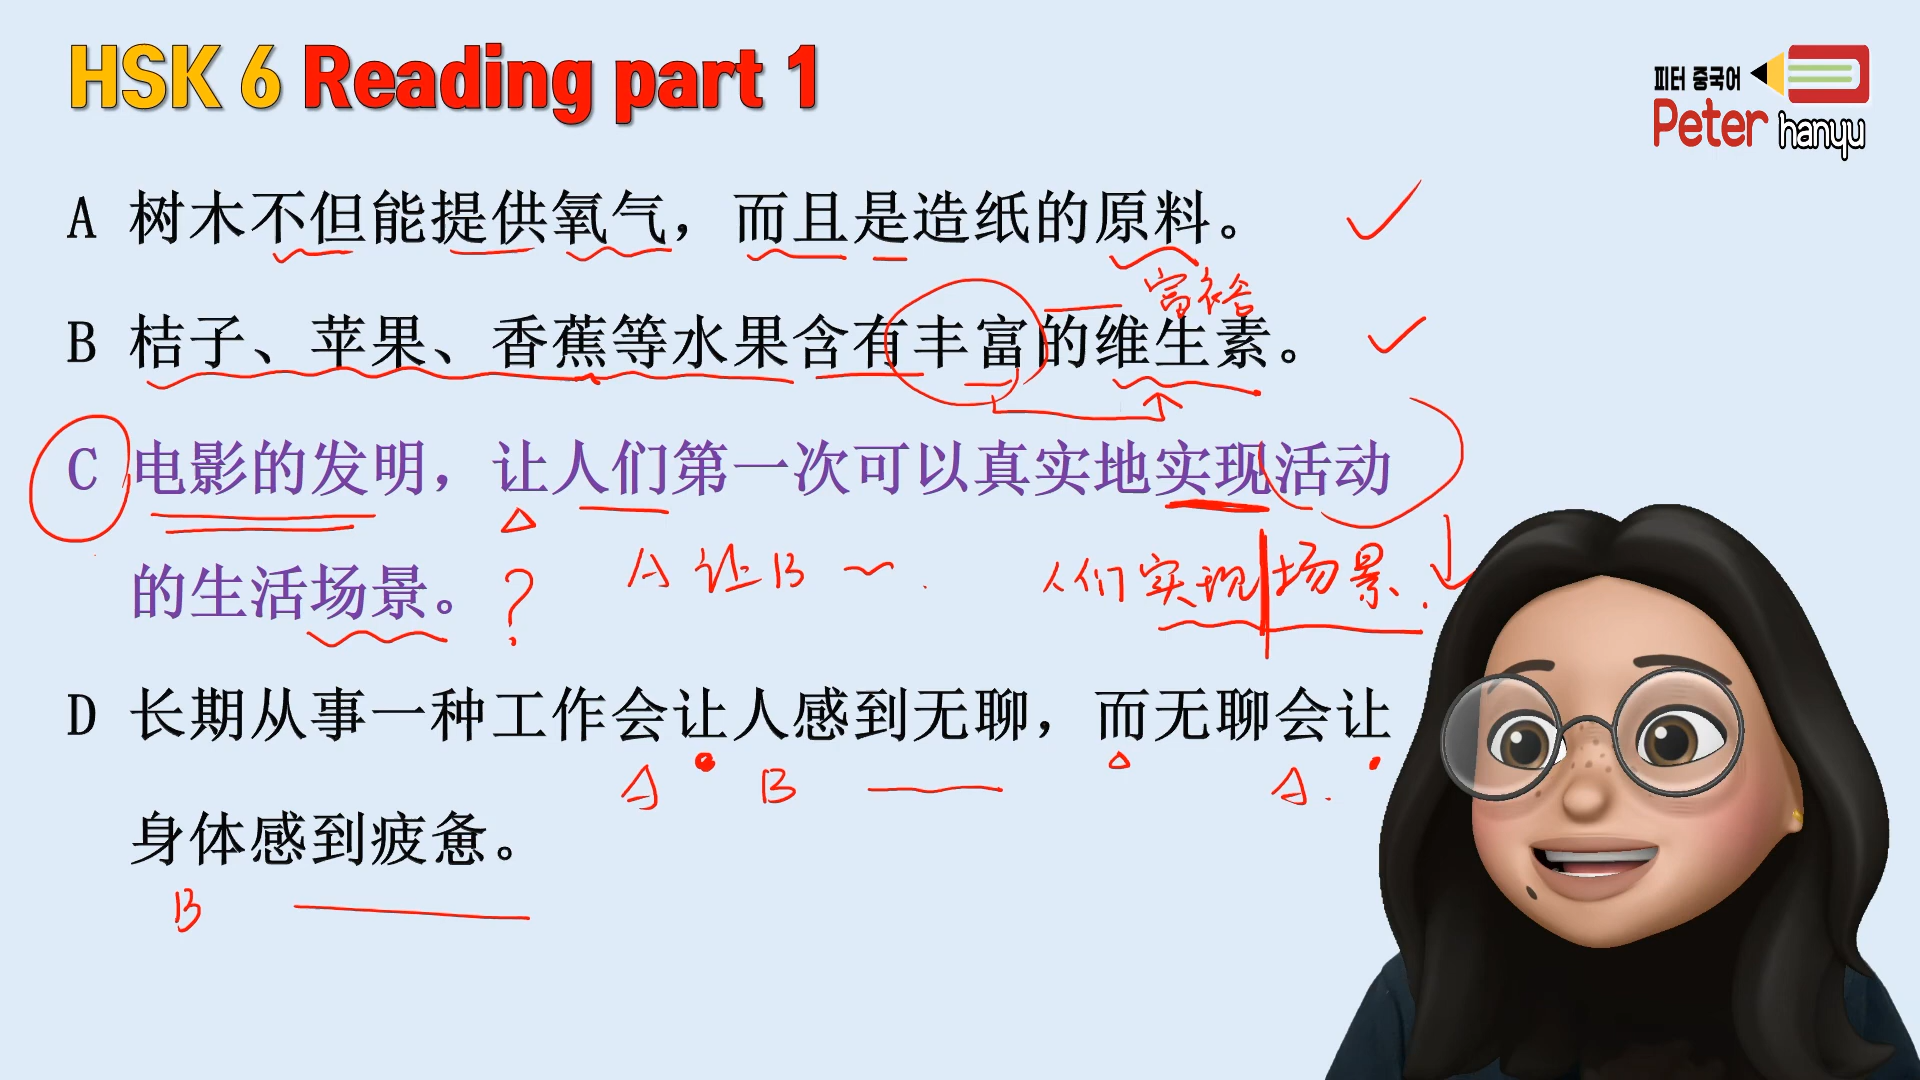 HSK 6 Reading part 1
피터 중국어
Peter hanyu
A 树木不但能提供氧气，而且是造纸的原料。
富裕
B 桔子、苹果、香蕉等水果含有丰富的维生素。
C 电影的发明，让人们第一次可以真实地实现活动
的生活场景。
?
A 让 B ~ .
人们实现 场景.
D 长期从事一种工作会让人感到无聊，而无聊会让
A B A.
身体感到疲惫。
B